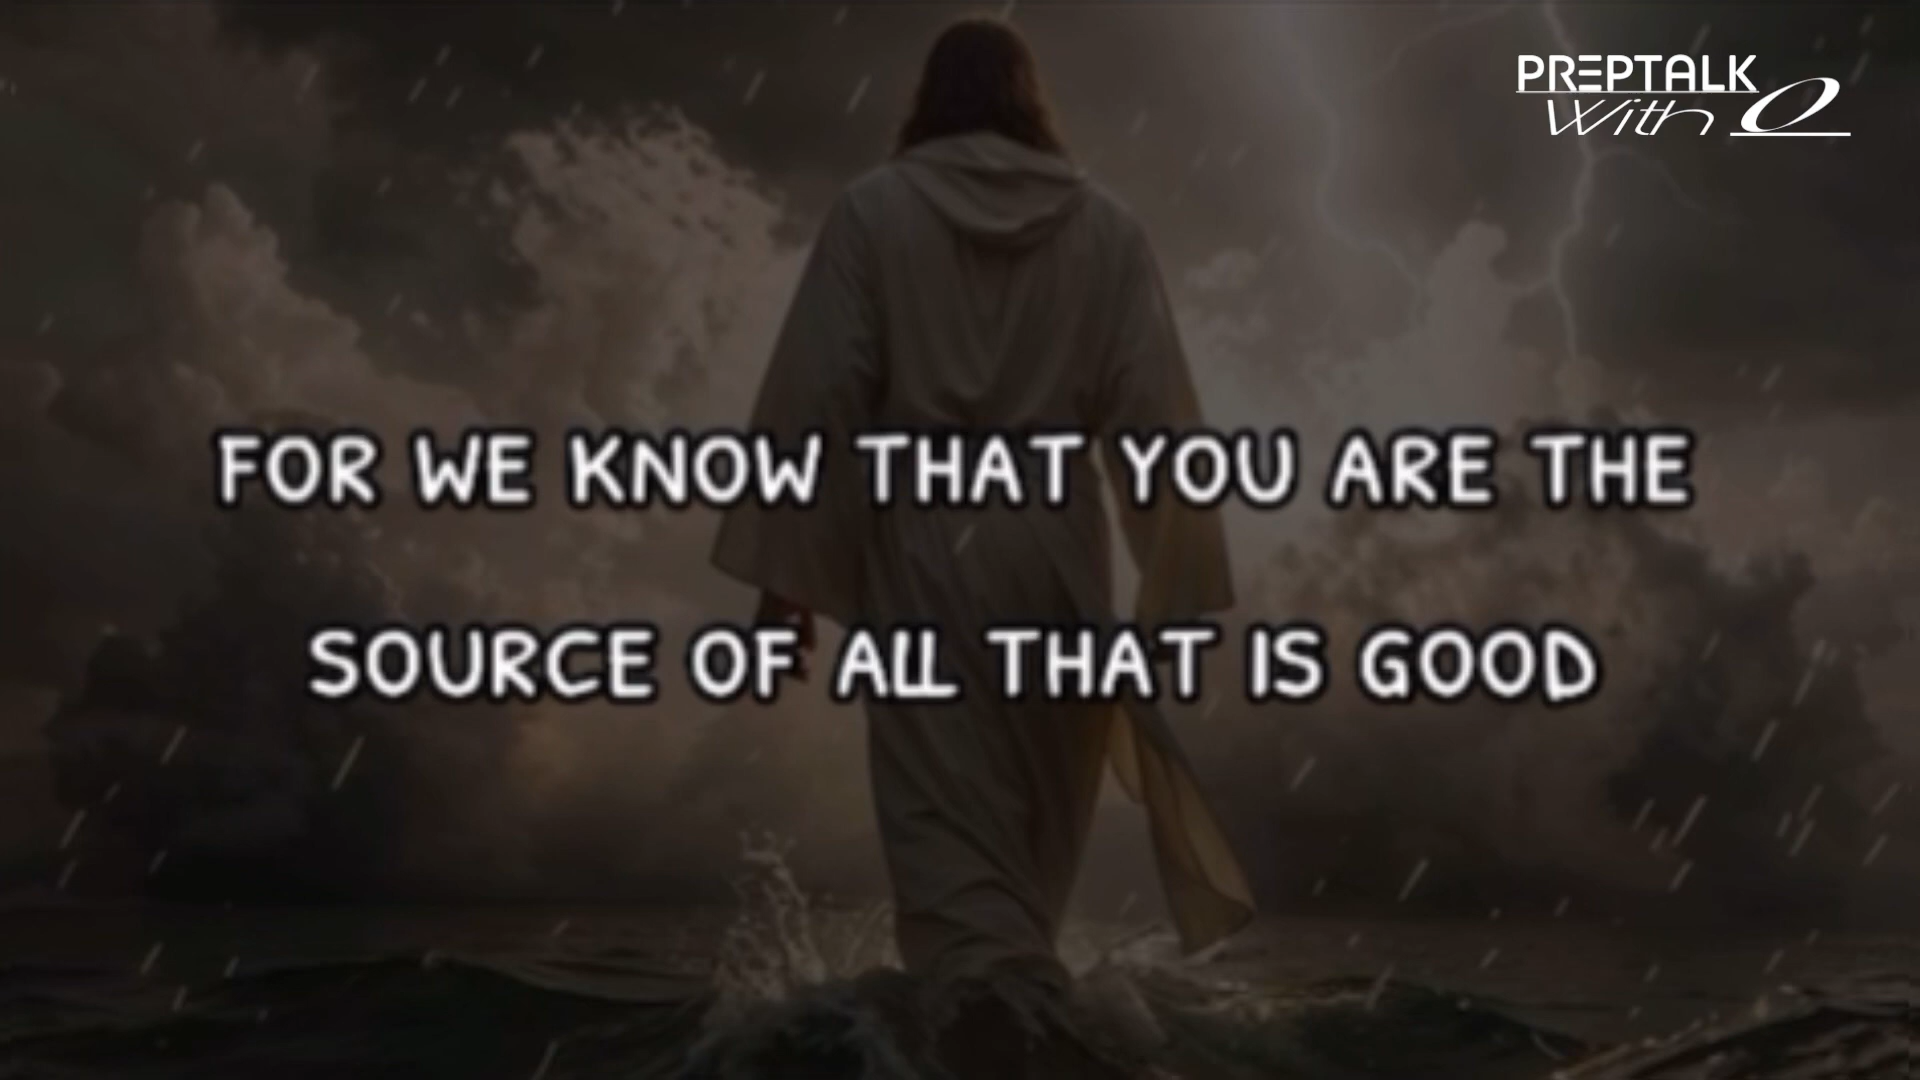 PREPTALK
With e
FOR WE KNOW THAT YOU ARE THE
SOURCE OF ALL THAT IS GOOD